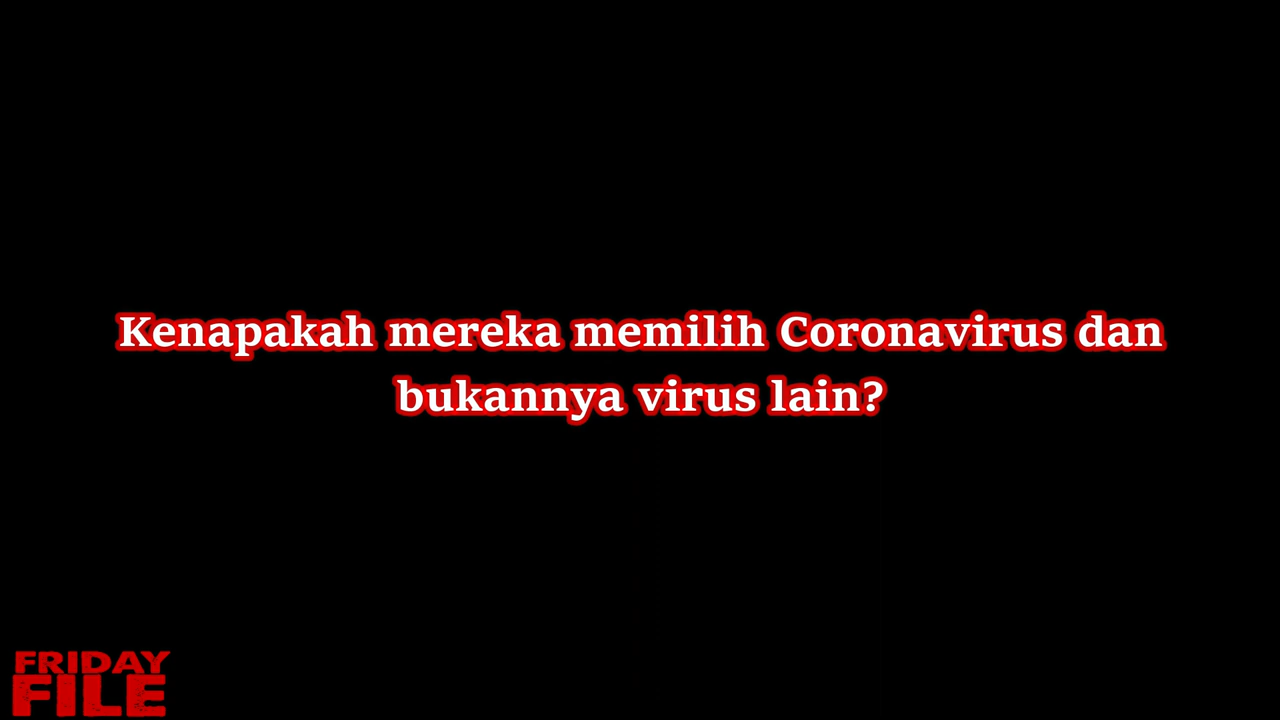 Kenapakah mereka memilih Coronavirus dan
bukannya virus lain?
FRIDAY
FILE